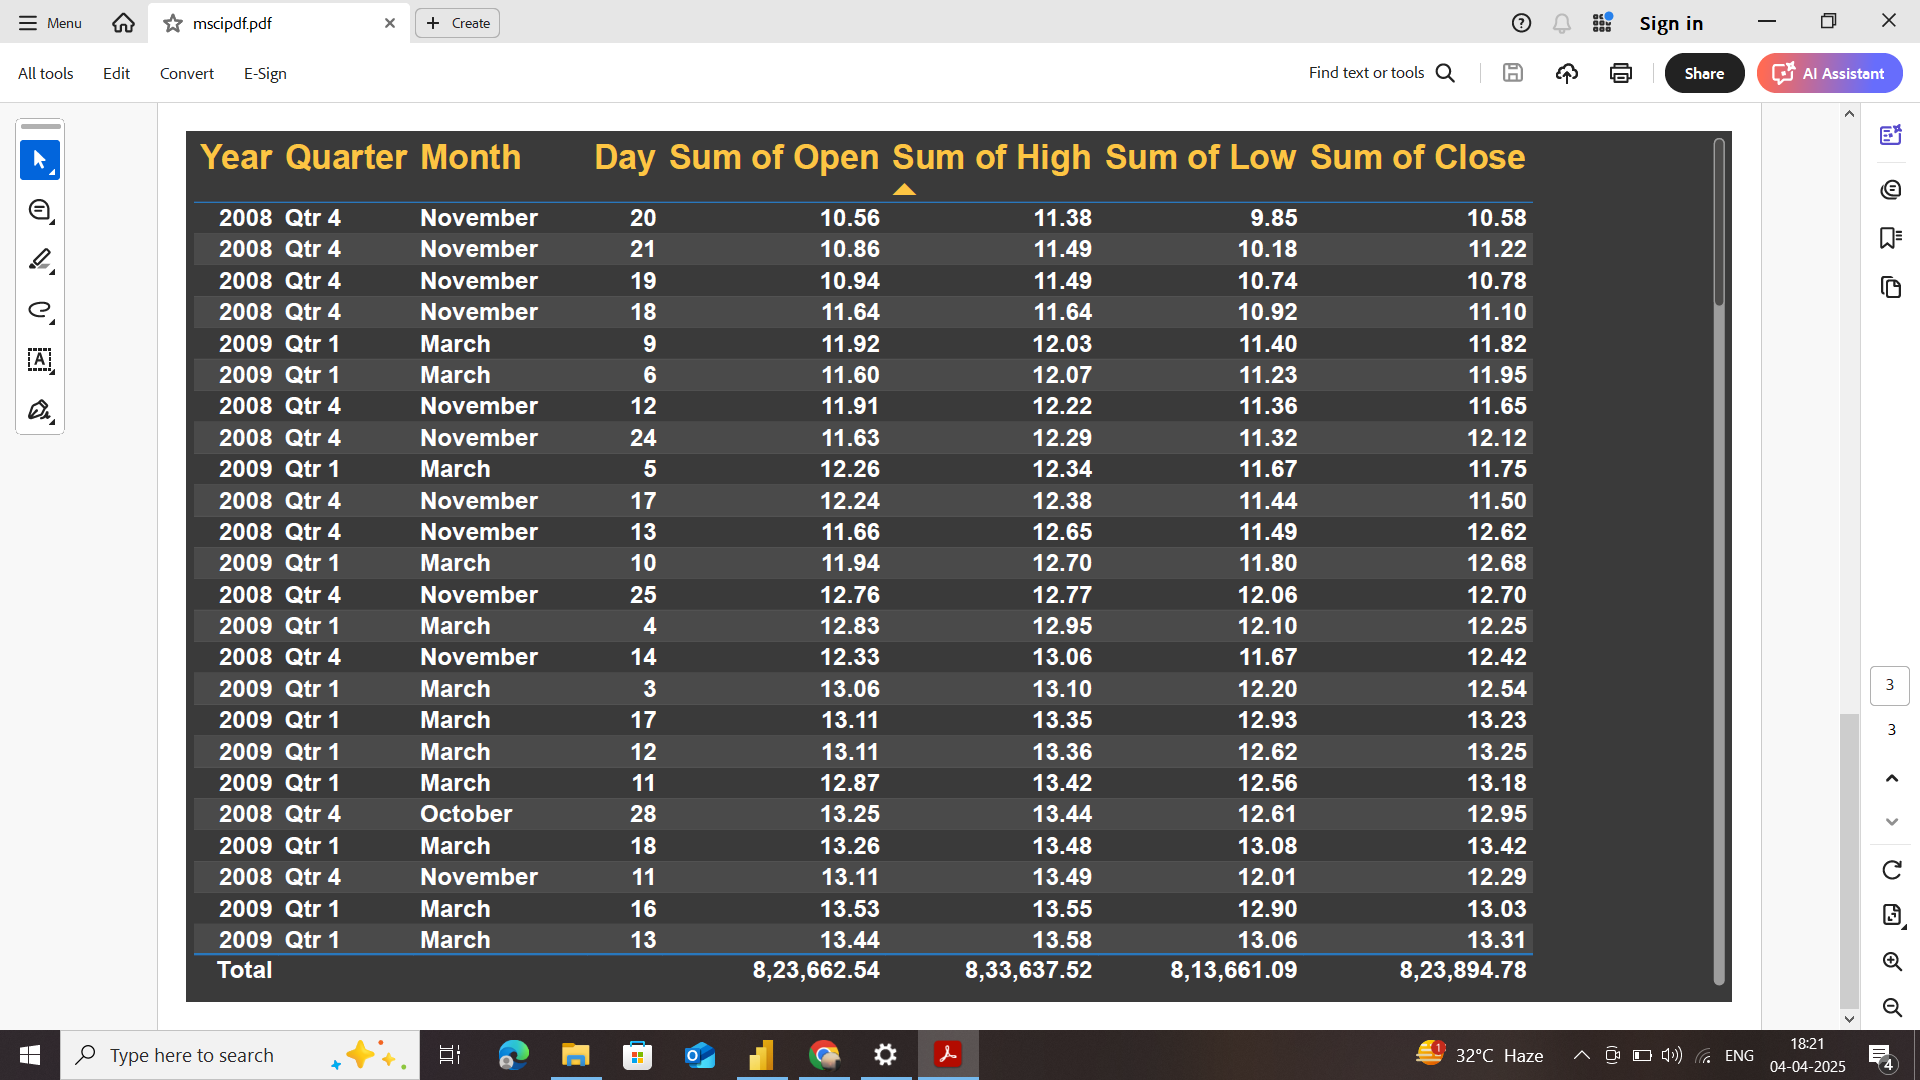 Menu mscipdf.pdf Create Sign in
All tools Edit Convert E-Sign Find text or tools Share AI Assistant
Year Quarter Month Day Sum of Open Sum of High Sum of Low Sum of Close
2008 Qtr 4 November 20 10.56 11.38 9.85 10.58
2008 Qtr 4 November 21 10.86 11.49 10.18 11.22
2008 Qtr 4 November 19 10.94 11.49 10.74 10.78
2008 Qtr 4 November 18 11.64 11.64 10.92 11.10
2009 Qtr 1 March 9 11.92 12.03 11.40 11.82
2009 Qtr 1 March 6 11.60 12.07 11.23 11.95
2008 Qtr 4 November 12 11.91 12.22 11.36 11.65
2008 Qtr 4 November 24 11.63 12.29 11.32 12.12
2009 Qtr 1 March 5 12.26 12.34 11.67 11.75
2008 Qtr 4 November 17 12.24 12.38 11.44 11.50
2008 Qtr 4 November 13 11.66 12.65 11.49 12.62
2009 Qtr 1 March 10 11.94 12.70 11.80 12.68
2008 Qtr 4 November 25 12.76 12.77 12.06 12.70
2009 Qtr 1 March 4 12.83 12.95 12.10 12.25
2008 Qtr 4 November 14 12.33 13.06 11.67 12.42
2009 Qtr 1 March 3 13.06 13.10 12.20 12.54
2009 Qtr 1 March 17 13.11 13.35 12.93 13.23
2009 Qtr 1 March 12 13.11 13.36 12.62 13.25
2009 Qtr 1 March 11 12.87 13.42 12.56 13.18
2008 Qtr 4 October 28 13.25 13.44 12.61 12.95
2009 Qtr 1 March 18 13.26 13.48 13.08 13.42
2008 Qtr 4 November 11 13.11 13.49 12.01 12.29
2009 Qtr 1 March 16 13.53 13.55 12.90 13.03
2009 Qtr 1 March 13 13.44 13.58 13.06 13.31
Total 8,23,662.54 8,33,637.52 8,13,661.09 8,23,894.78
3
3
Type here to search 1 32°C Haze ENG 18:21
04-04-2025 4